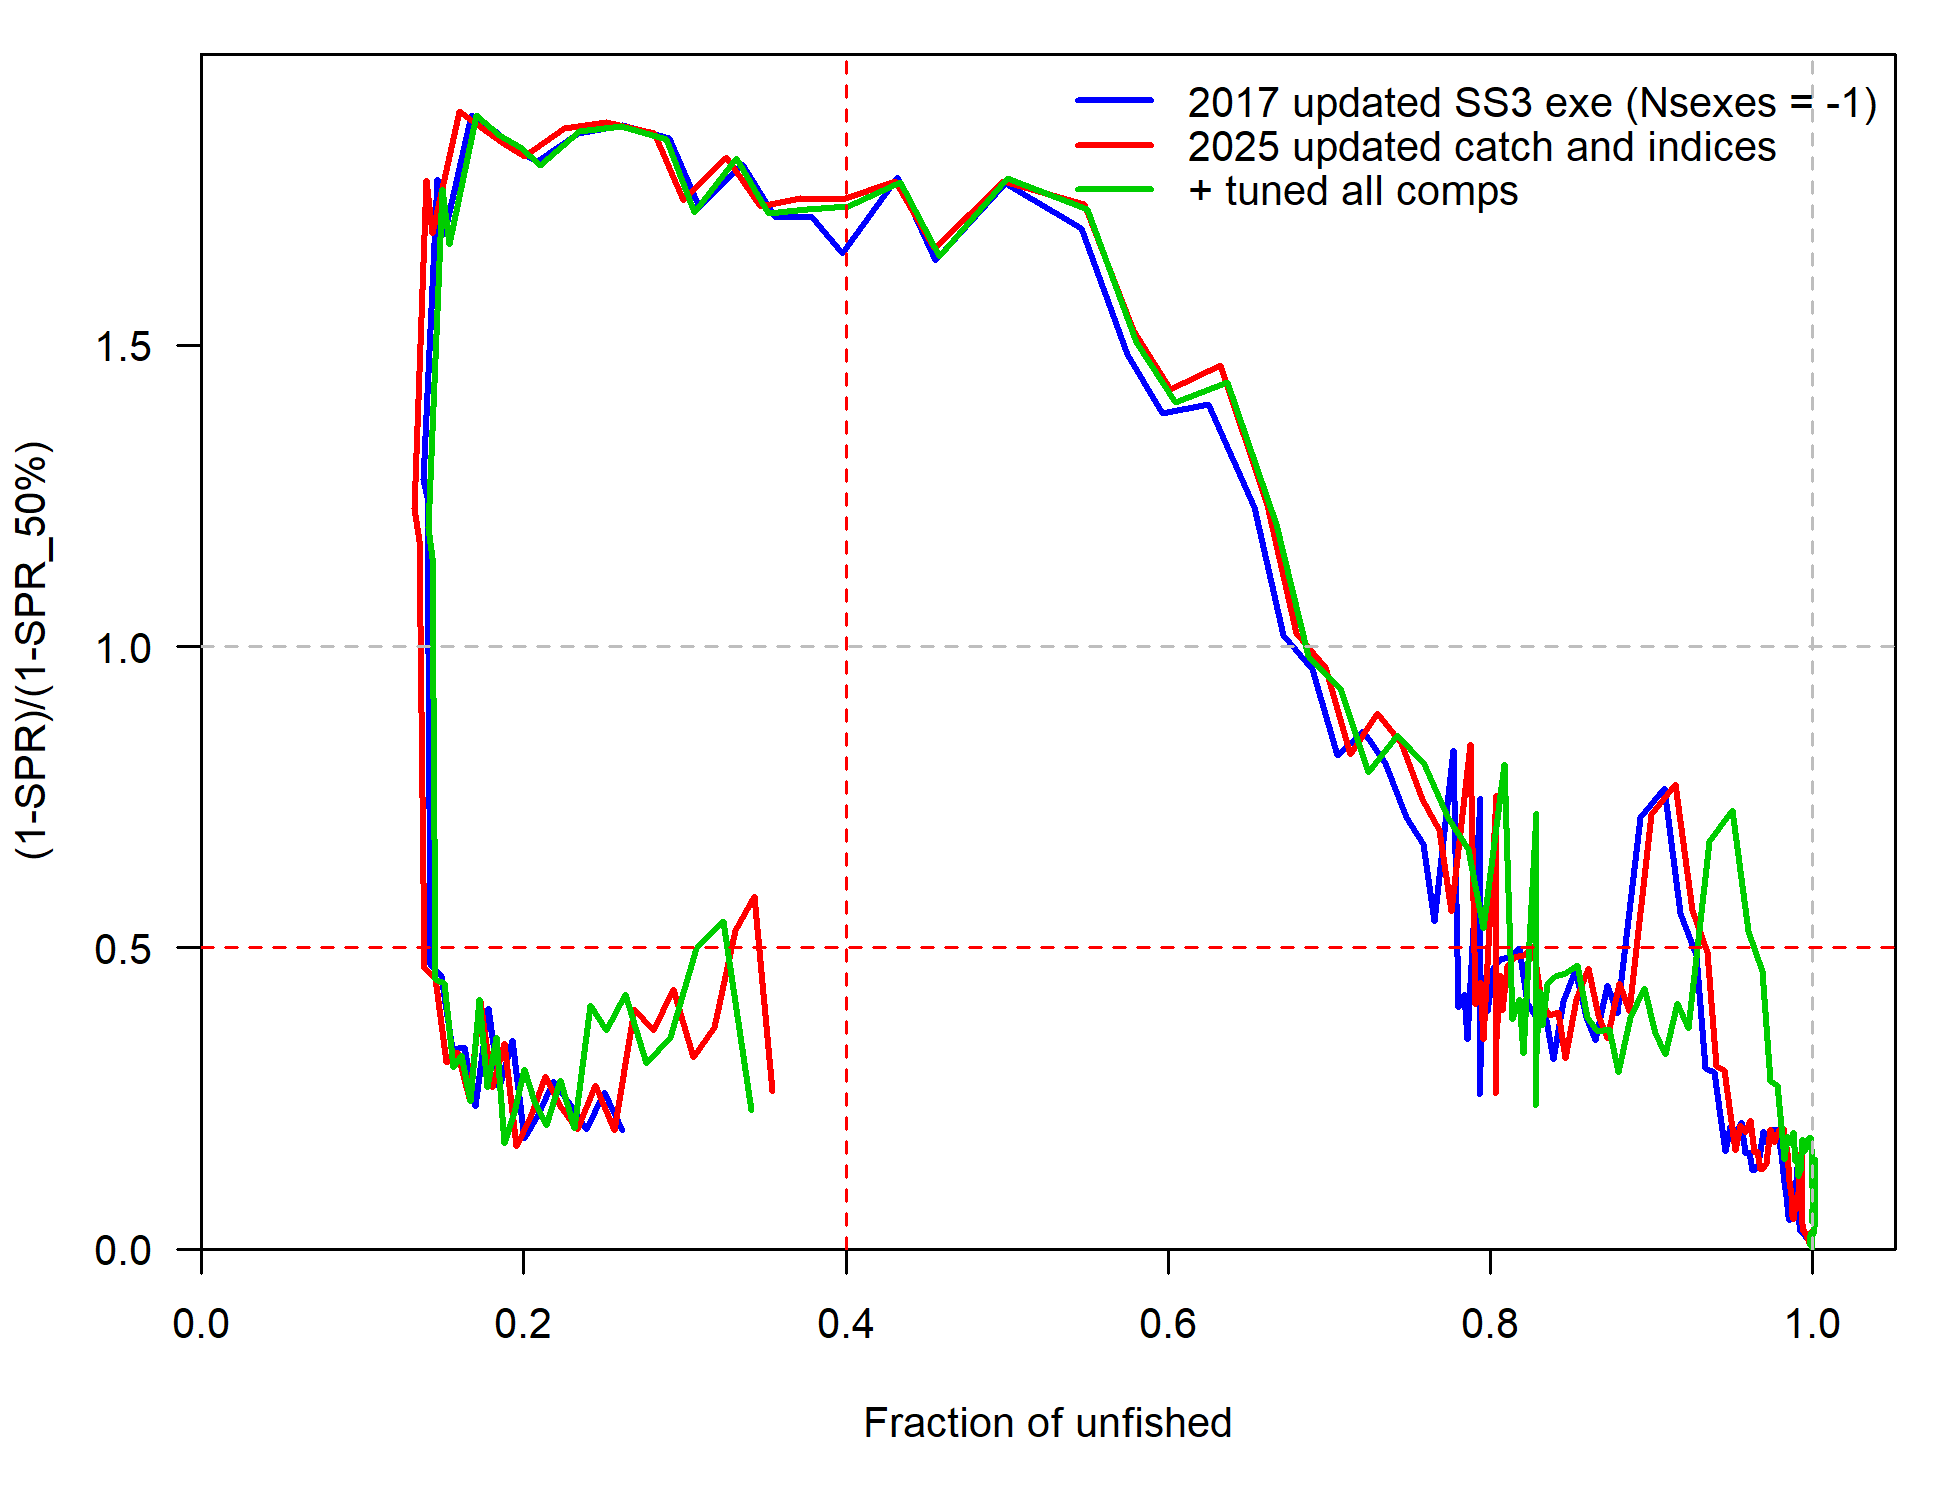 2017 updated SS3 exe (Nsexes = -1)
2025 updated catch and indices
+ tuned all comps
(1-SPR)/(1-SPR_50%)
1.5
1.0
0.5
0.0
0.0 0.2 0.4 0.6 0.8 1.0
Fraction of unfished